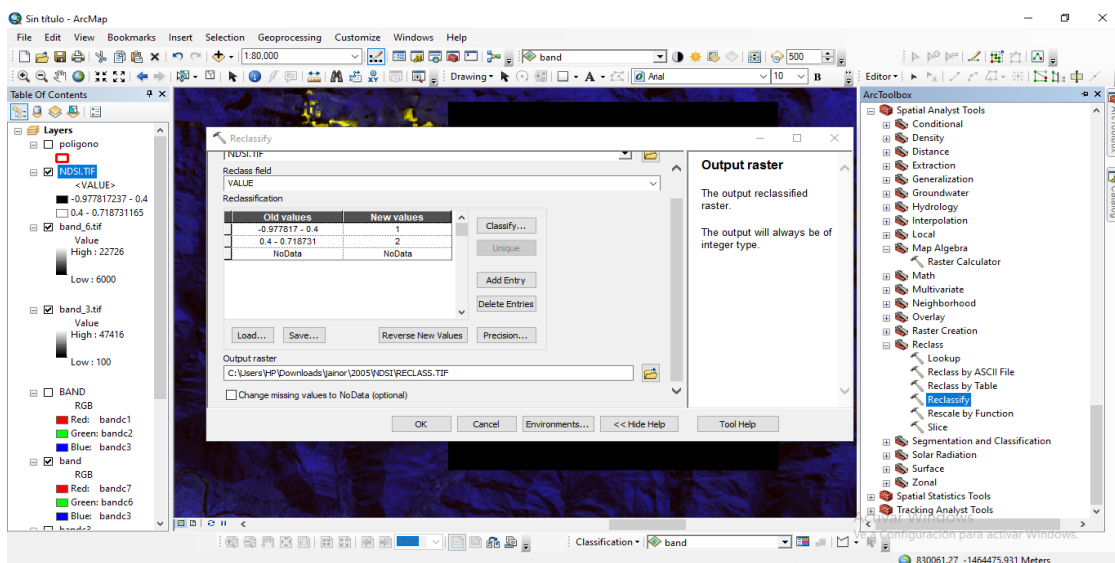 Sin título - ArcMap
File Edit View Bookmarks Insert Selection Geoprocessing Customize Windows Help
1:80,000
band
500
Drawing
A
Arial
10
B
Editor
Table Of Contents
Layers
poligono
NDSI.TIF
<VALUE>
-0.977817237 - 0.4
0.4 - 0.718731165
band_6.tif
Value
High : 22726
Low : 6000
band_3.tif
Value
High : 47416
Low : 100
BAND
RGB
Red: bandc1
Green: bandc2
Blue: bandc3
band
RGB
Red: bandc7
Green: bandc6
Blue: bandc3
Reclassify
NDSI.TIF
Reclass field
VALUE
Reclassification
Old values New values
-0.977817 - 0.4 1
0.4 - 0.718731 2
NoData NoData
Classify...
Unique
Add Entry
Delete Entries
Load... Save... Reverse New Values Precision...
Output raster
C:\Users\HP\Downloads\jainor\2005\NDSI\RECLASS.TIF
Change missing values to NoData (optional)
OK Cancel Environments... << Hide Help Tool Help
Output raster
The output reclassified
raster.
The output will always be of
integer type.
ArcToolbox
Spatial Analyst Tools
Conditional
Density
Distance
Extraction
Generalization
Groundwater
Hydrology
Interpolation
Local
Map Algebra
Raster Calculator
Math
Multivariate
Neighborhood
Overlay
Raster Creation
Reclass
Lookup
Reclass by ASCII File
Reclass by Table
Reclassify
Rescale by Function
Slice
Segmentation and Classification
Solar Radiation
Surface
Zonal
Spatial Statistics Tools
Tracking Analyst Tools
Activar Windows
Ve a Configuración para activar Windows.
Classification
band
830061.27 -1464475.931 Meters